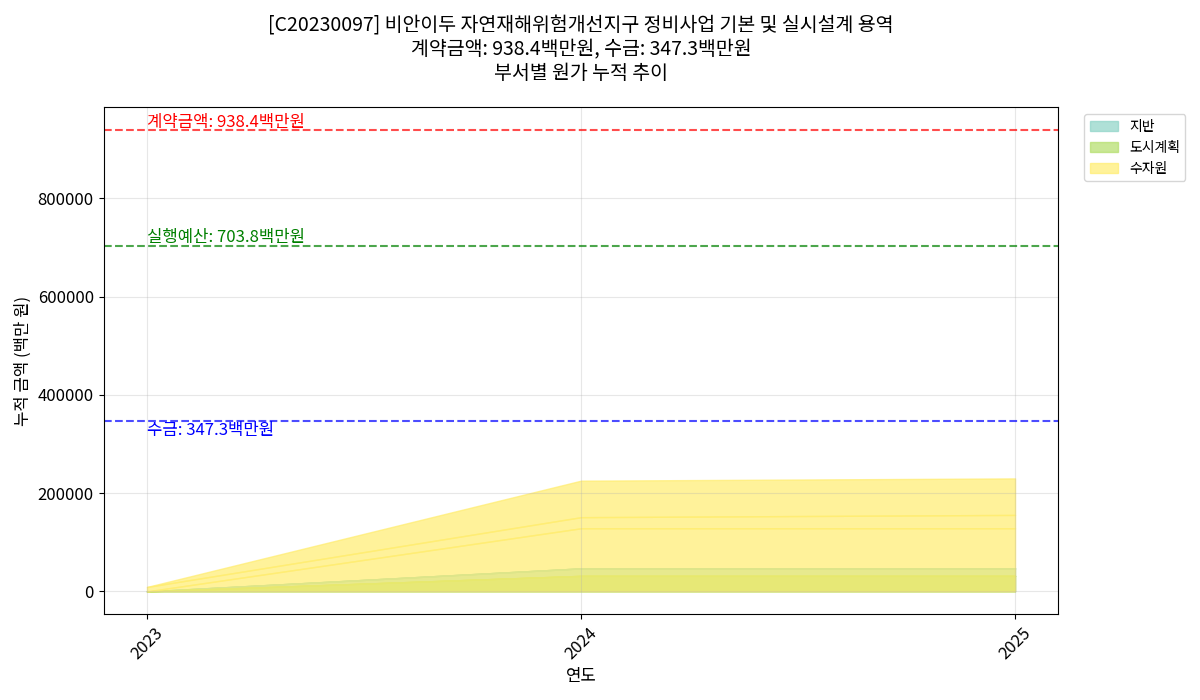 [C20230097] 비안이두 자연재해위험개선지구 정비사업 기본 및 실시설계 용역
계약금액: 938.4백만원, 수금: 347.3백만원
부서별 원가 누적 추이
계약금액: 938.4백만원
실행예산: 703.8백만원
수금: 347.3백만원
지반
도시계획
수자원
누적 금액 (백만 원)
800000
600000
400000
200000
0
2023
2024
2025
연도